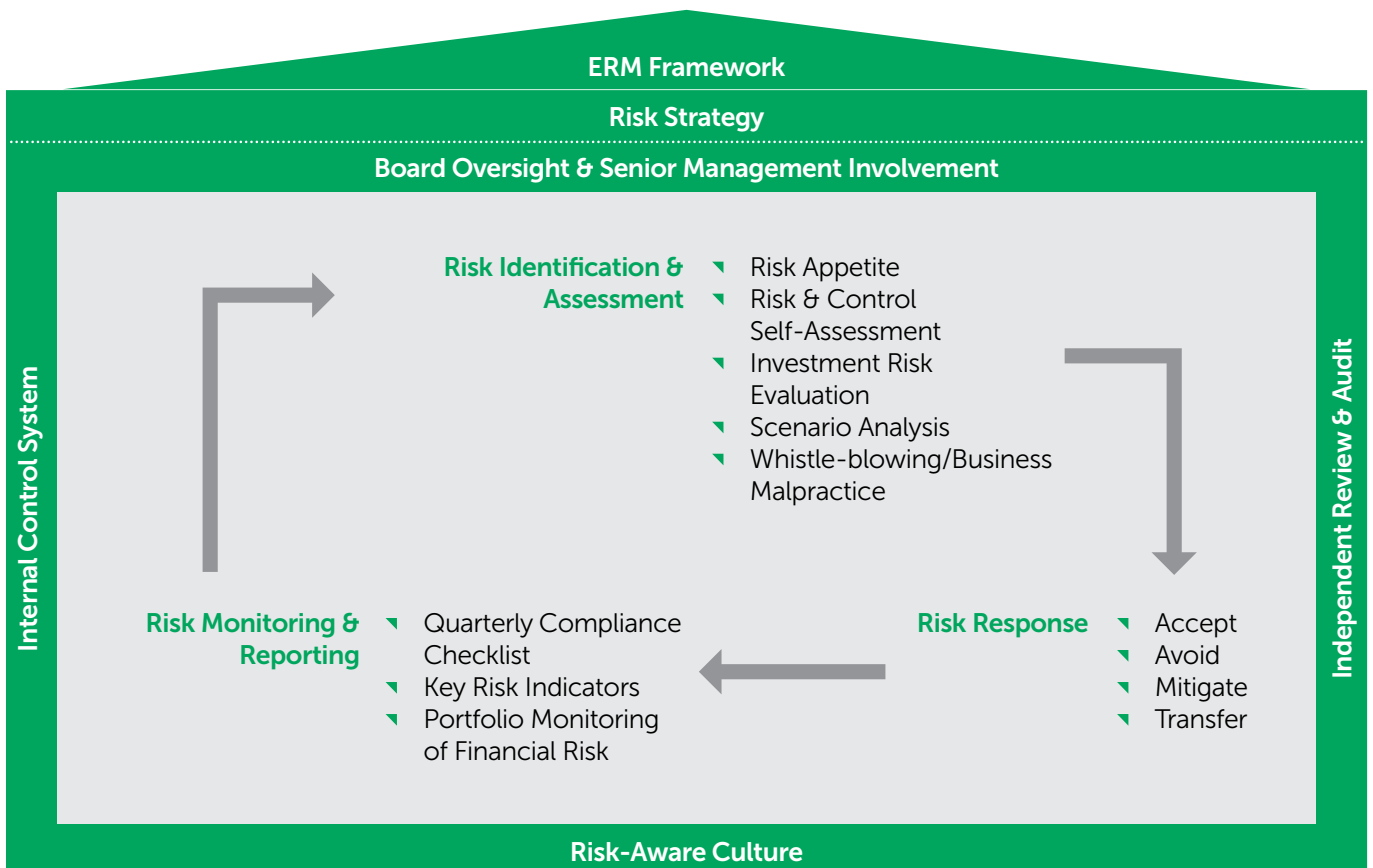 ERM Framework
Risk Strategy
Board Oversight & Senior Management Involvement
Internal Control System
Risk Identification &
Assessment
Risk Appetite
Risk & Control
Self-Assessment
Investment Risk
Evaluation
Scenario Analysis
Whistle-blowing/Business
Malpractice
Independent Review & Audit
Risk Response
Accept
Avoid
Mitigate
Transfer
Risk Monitoring &
Reporting
Quarterly Compliance
Checklist
Key Risk Indicators
Portfolio Monitoring
of Financial Risk
Risk-Aware Culture